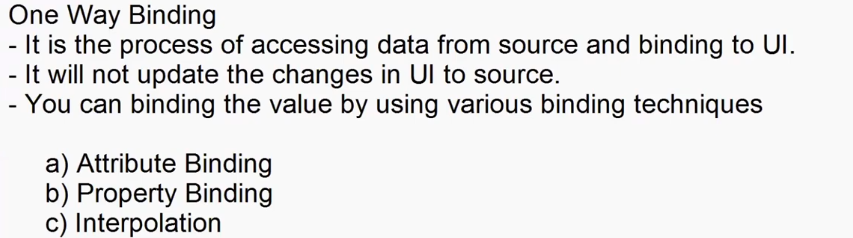 One Way Binding
- It is the process of accessing data from source and binding to UI.
- It will not update the changes in UI to source.
- You can binding the value by using various binding techniques
a) Attribute Binding
b) Property Binding
c) Interpolation